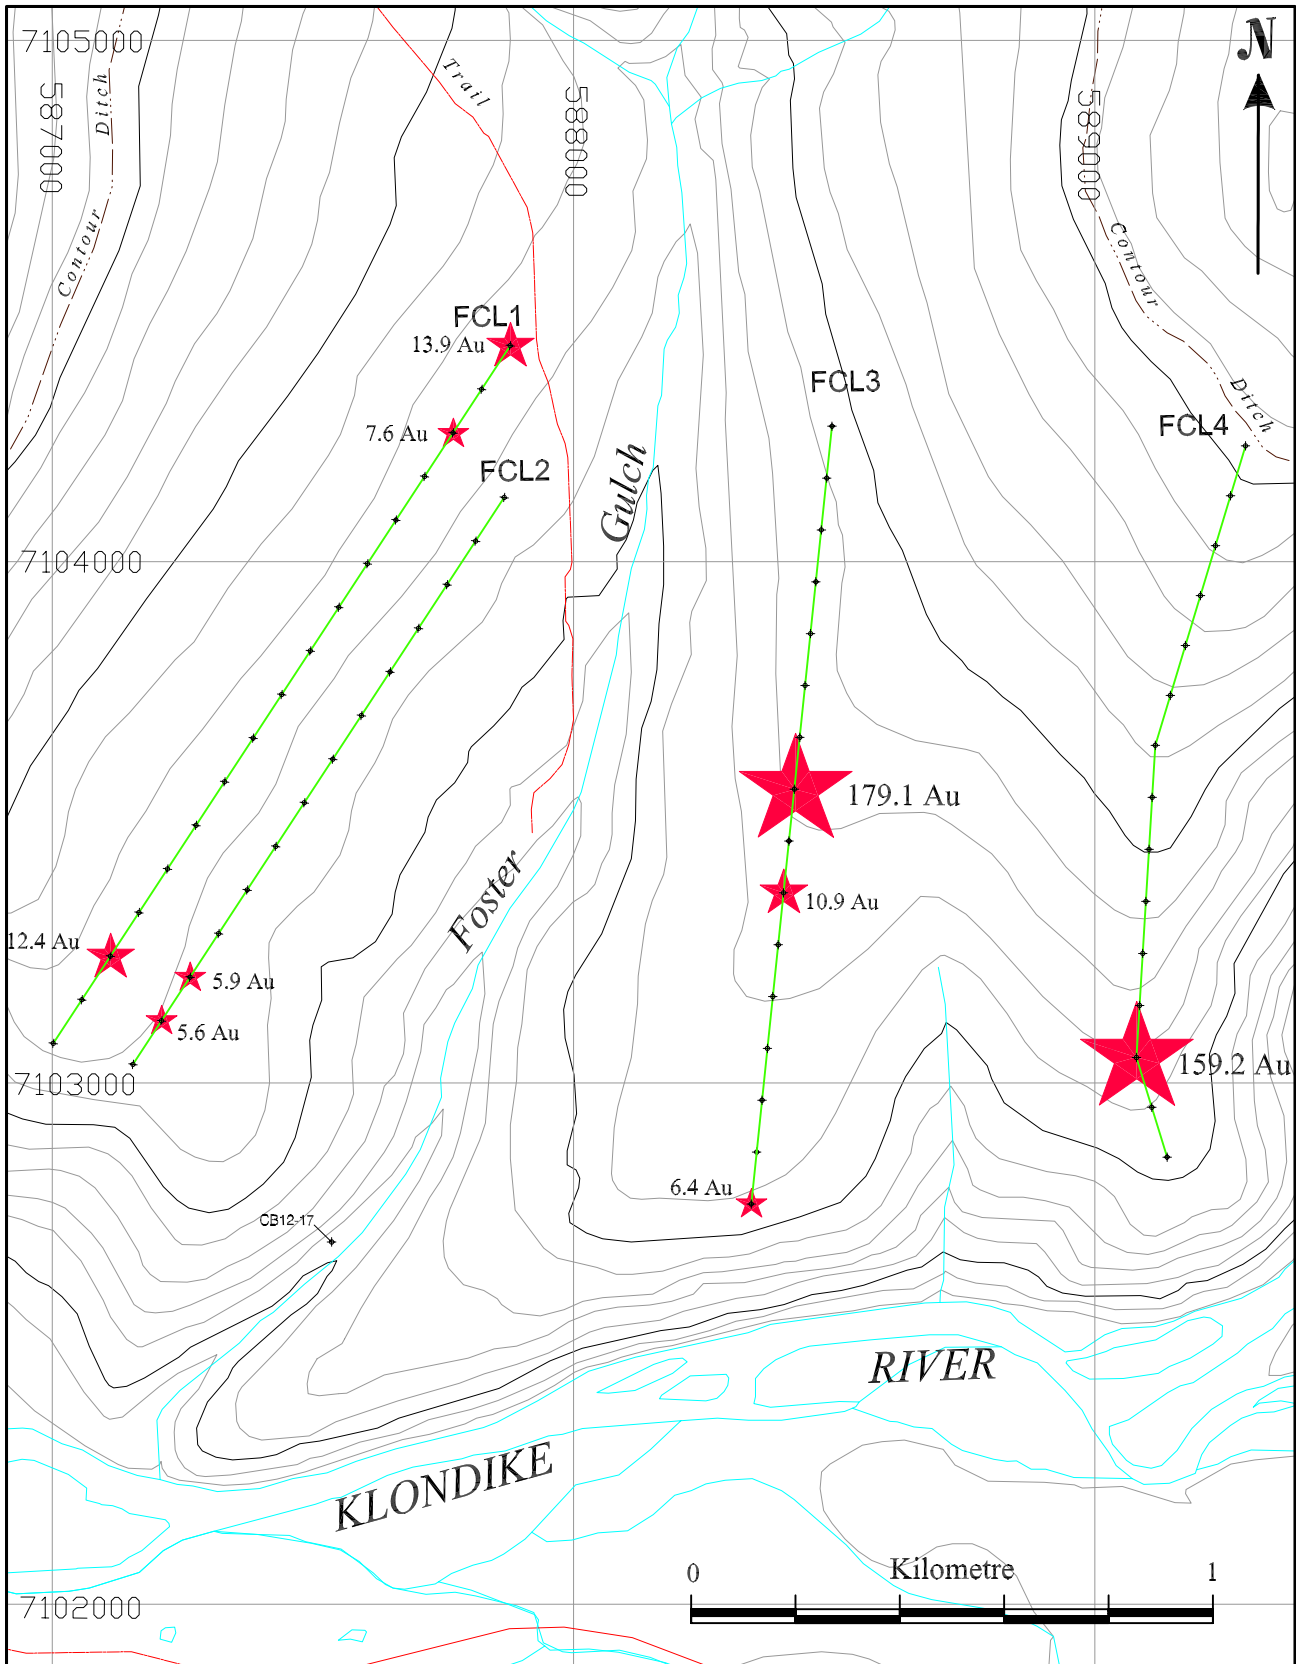 7105000
N
587000
Ditch
Trail
588000
589000
Contour
Contour
FCL1
13.9 Au
FCL3
Ditch
7.6 Au
FCL4
FCL2
Gulch
7104000
179.1 Au
Foster
10.9 Au
12.4 Au
5.9 Au
5.6 Au
159.2 Au
7103000
6.4 Au
CB12-17
RIVER
KLONDIKE
0 Kilometre 1
7102000